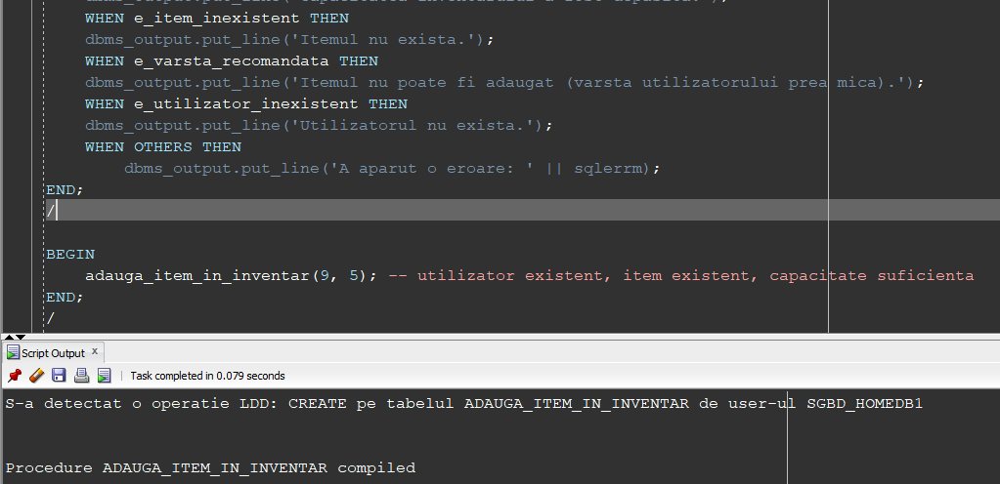 WHEN e_item_inexistent THEN
dbms_output.put_line('Itemul nu exista.');
WHEN e_varsta_recomandata THEN
dbms_output.put_line('Itemul nu poate fi adaugat (varsta utilizatorului prea mica).');
WHEN e_utilizator_inexistent THEN
dbms_output.put_line('Utilizatorul nu exista.');
WHEN OTHERS THEN
dbms_output.put_line('A aparut o eroare: ' || sqlerrm);
END;
/
BEGIN
adauga_item_in_inventar(9, 5); -- utilizator existent, item existent, capacitate suficienta
END;
/
Script Output x
Task completed in 0.079 seconds
S-a detectat o operatie LDD: CREATE pe tabelul ADAUGA_ITEM_IN_INVENTAR de user-ul SGBD_HOMEDB1
Procedure ADAUGA_ITEM_IN_INVENTAR compiled